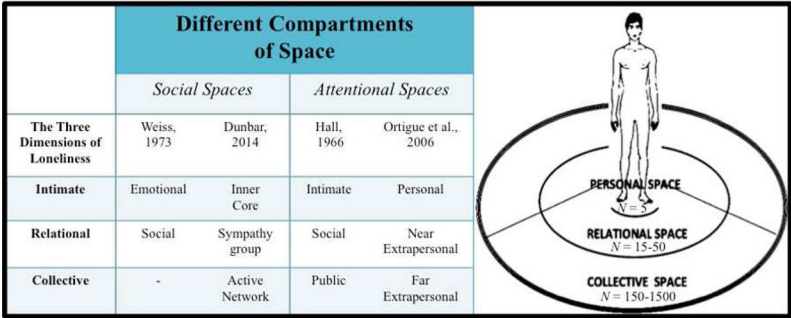 Different Compartments
of Space
Social Spaces Attentional Spaces
The Three
Dimensions of
Loneliness
Weiss,
1973
Dunbar,
2014
Hall,
1966
Ortigue et al.,
2006
Intimate
Emotional
Inner
Core
Intimate
Personal
Relational
Social
Sympathy
group
Social
Near
Extrapersonal
Collective
-
Active
Network
Public
Far
Extrapersonal
PERSONAL SPACE
N = 5
RELATIONAL SPACE
N = 15-50
COLLECTIVE SPACE
N = 150-1500